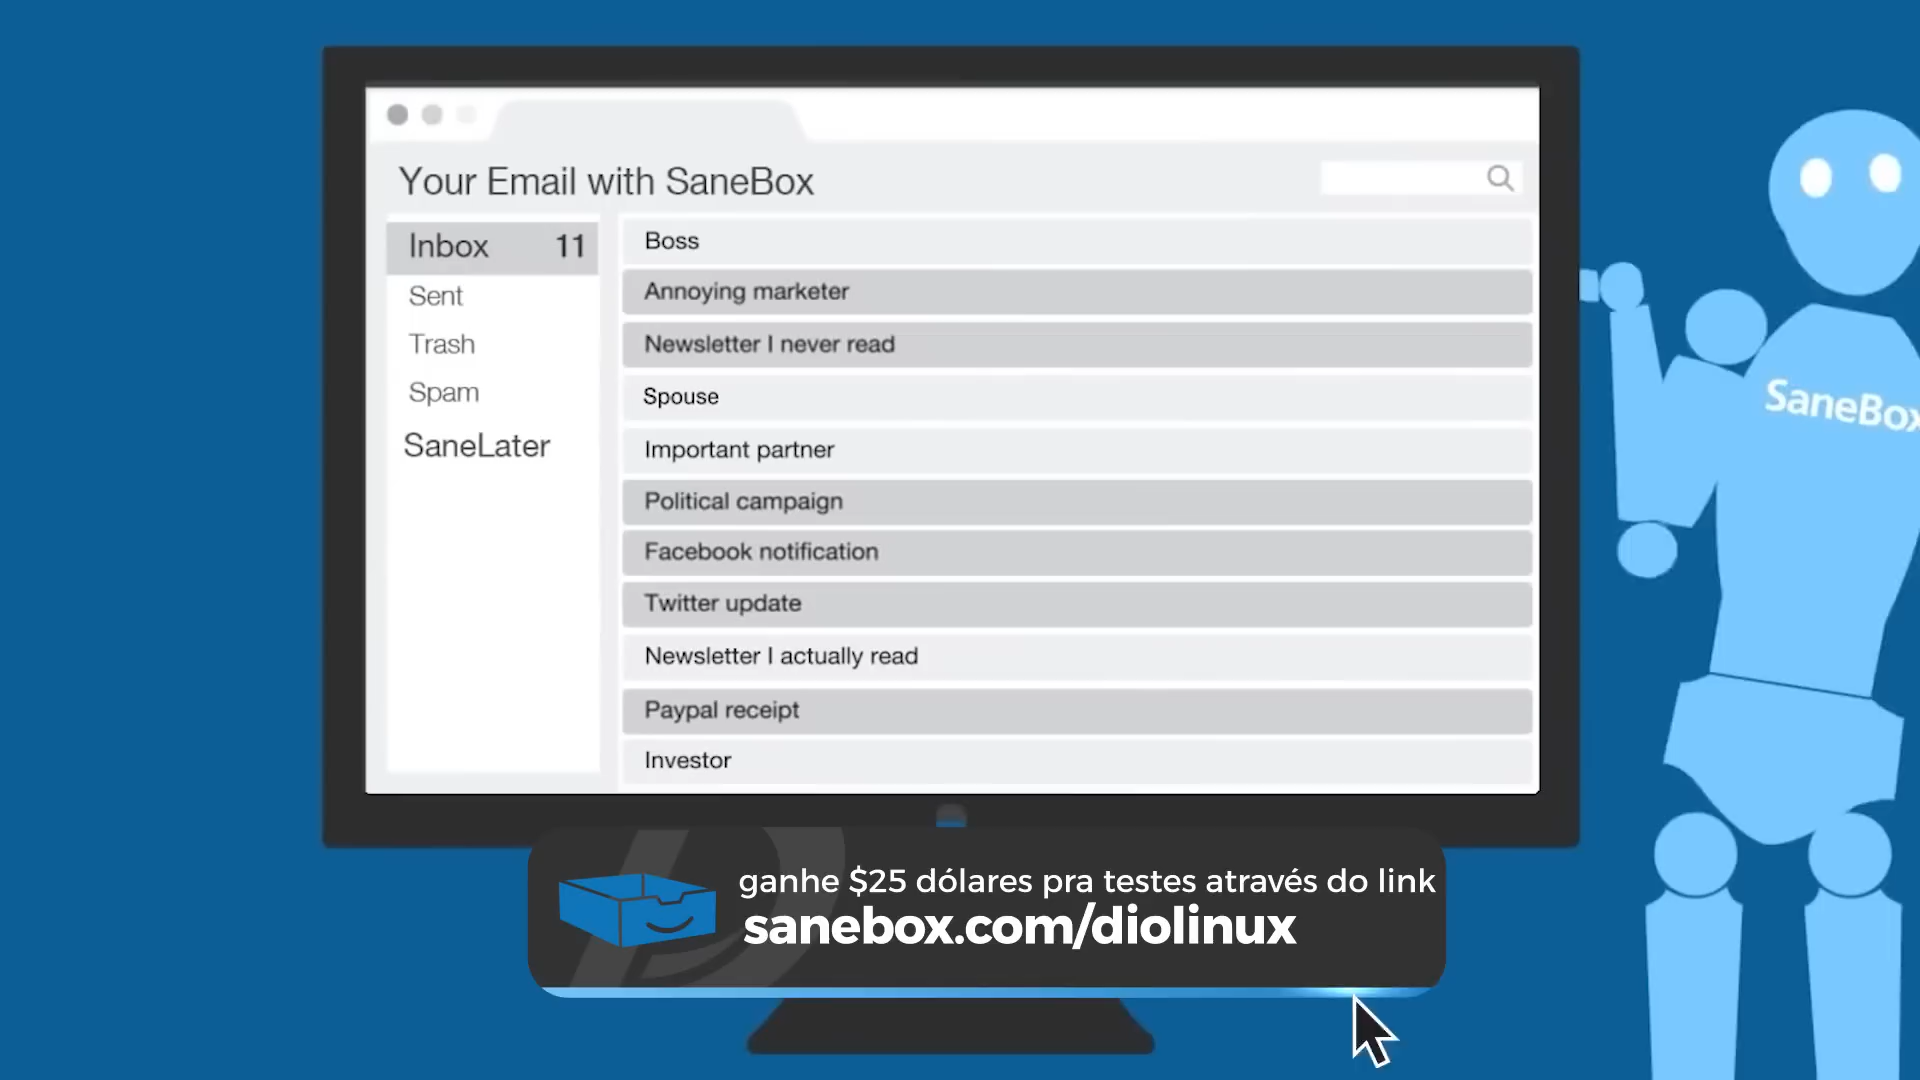 Your Email with SaneBox
Inbox 11
Sent
Trash
Spam
SaneLater
Boss
Annoying marketer
Newsletter I never read
Spouse
Important partner
Political campaign
Facebook notification
Twitter update
Newsletter I actually read
Paypal receipt
Investor
SaneBox
ganhe $25 dólares pra testes através do link
sanebox.com/diolinux